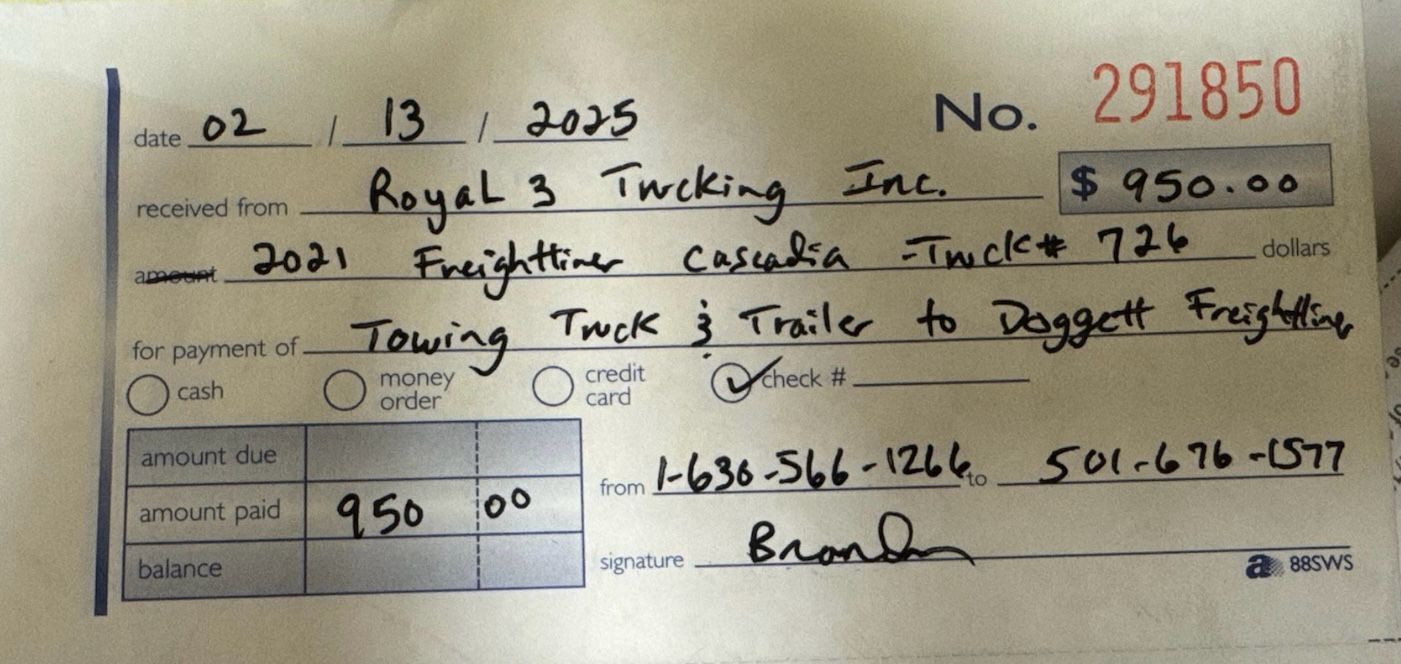 date 02 / 13 / 2025 No. 291850
received from Royal 3 Trucking Inc. $ 950.00
amount 2021 Freightliner Cascadia - Truck # 726 dollars
for payment of Towing Truck & Trailer to Doggett Freightliner
cash money order credit card check #
amount due
amount paid 950 00
balance
from 1-630-566-1266 to 501-676-1577
signature Brandon
a 88SWS